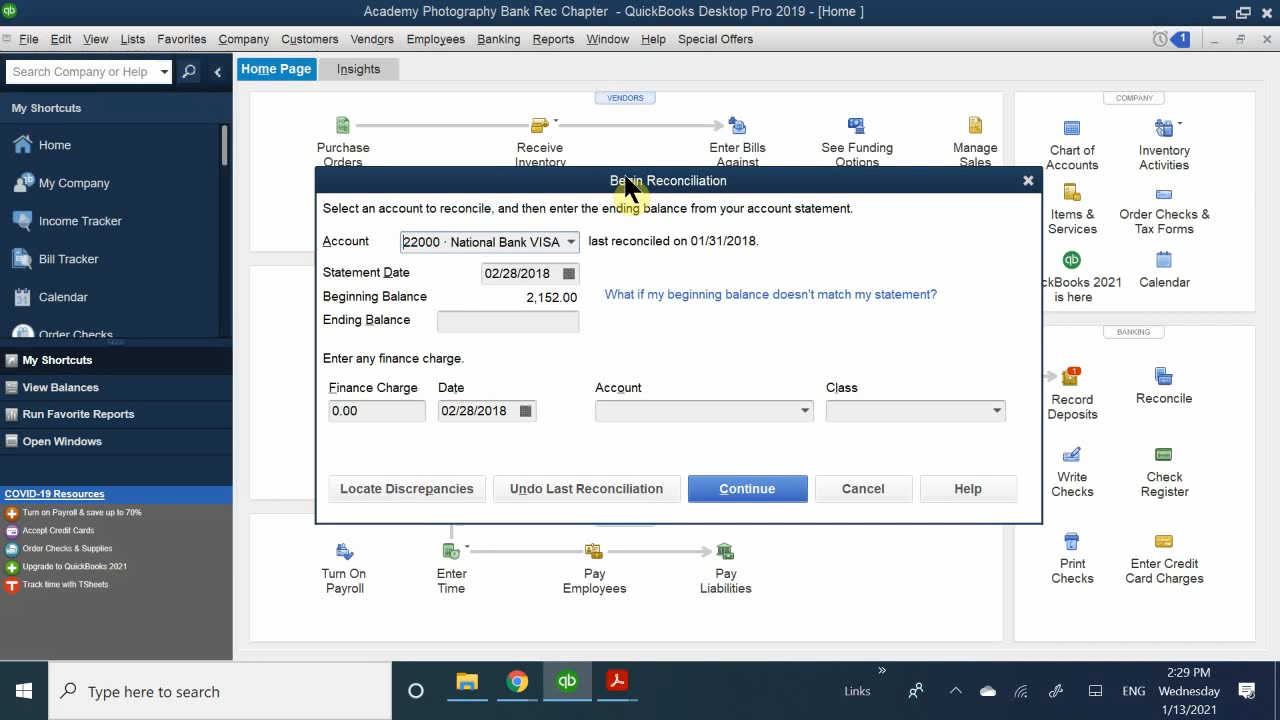 Academy Photography Bank Rec Chapter - QuickBooks Desktop Pro 2019 - [Home ]
File Edit View Lists Favorites Company Customers Vendors Employees Banking Reports Window Help Special Offers
1
Search Company or Help
Home Page Insights
My Shortcuts
Home
My Company
Income Tracker
Bill Tracker
Calendar
Order Checks
My Shortcuts
View Balances
Run Favorite Reports
Open Windows
COVID-19 Resources
Turn on Payroll & save up to 70%
Accept Credit Cards
Order Checks & Supplies
Upgrade to QuickBooks 2021
Track time with TSheets
VENDORS
Purchase
Orders
Receive
Inventory
Enter Bills
Against
See Funding
Options
Manage
Sales
COMPANY
Chart of
Accounts
Inventory
Activities
Items &
Services
Order Checks &
Tax Forms
ckBooks 2021
is here
Calendar
BANKING
1
Record
Deposits
Reconcile
Write
Checks
Check
Register
Print
Checks
Enter Credit
Card Charges
Begin Reconciliation
Select an account to reconcile, and then enter the ending balance from your account statement.
Account 22000 · National Bank VISA last reconciled on 01/31/2018.
Statement Date 02/28/2018
Beginning Balance 2,152.00 What if my beginning balance doesn't match my statement?
Ending Balance
Enter any finance charge.
Finance Charge Date Account Class
0.00 02/28/2018
Locate Discrepancies Undo Last Reconciliation Continue Cancel Help
Turn On
Payroll
Enter
Time
Pay
Employees
Pay
Liabilities
Type here to search
Links
ENG
2:29 PM
Wednesday
1/13/2021